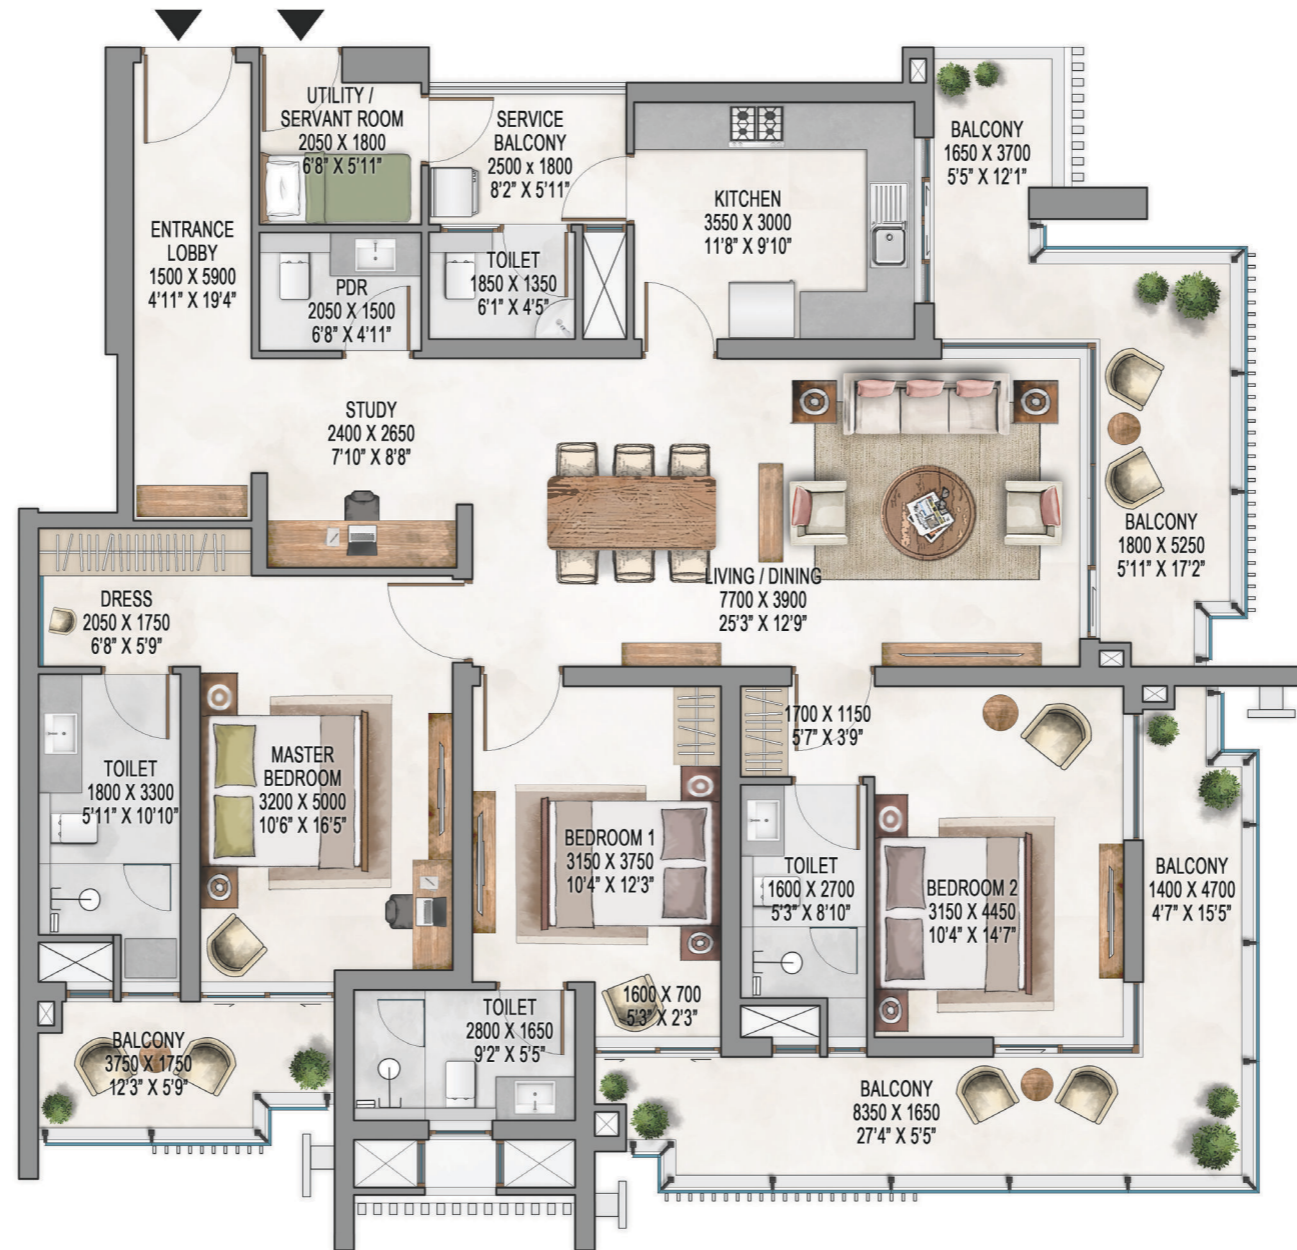 UTILITY /
SERVANT ROOM
2050 X 1800
6'8" X 5'11"
SERVICE
BALCONY
2500 x 1800
8'2" X 5'11"
BALCONY
1650 X 3700
5'5" X 12'1"
KITCHEN
3550 X 3000
11'8" X 9'10"
ENTRANCE
LOBBY
1500 X 5900
4'11" X 19'4"
TOILET
1850 X 1350
6'1" X 4'5"
PDR
2050 X 1500
6'8" X 4'11"
STUDY
2400 X 2650
7'10" X 8'8"
BALCONY
1800 X 5250
5'11" X 17'2"
LIVING / DINING
7700 X 3900
25'3" X 12'9"
DRESS
2050 X 1750
6'8" X 5'9"
1700 X 1150
5'7" X 3'9"
MASTER
BEDROOM
3200 X 5000
10'6" X 16'5"
TOILET
1800 X 3300
5'11" X 10'10"
BEDROOM 1
3150 X 3750
10'4" X 12'3"
TOILET
1600 X 2700
5'3" X 8'10"
BEDROOM 2
3150 X 4450
10'4" X 14'7"
BALCONY
1400 X 4700
4'7" X 15'5"
1600 X 700
5'3" X 2'3"
TOILET
2800 X 1650
9'2" X 5'5"
BALCONY
3750 X 1750
12'3" X 5'9"
BALCONY
8350 X 1650
27'4" X 5'5"